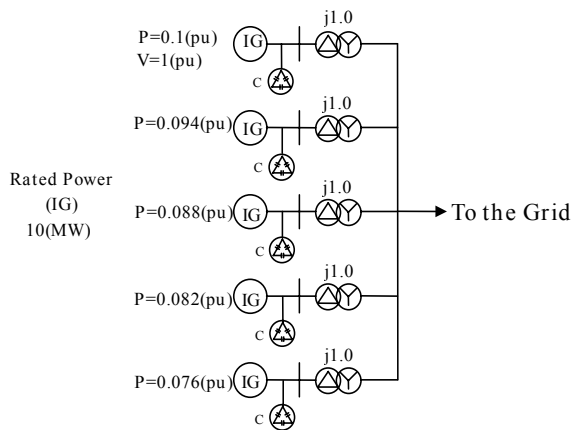 j1.0
P=0.1(pu)
V=1(pu)
IG
C
j1.0
P=0.094(pu)
IG
C
Rated Power
(IG)
10(MW)
j1.0
P=0.088(pu)
IG
C
To the Grid
j1.0
P=0.082(pu)
IG
C
j1.0
P=0.076(pu)
IG
C